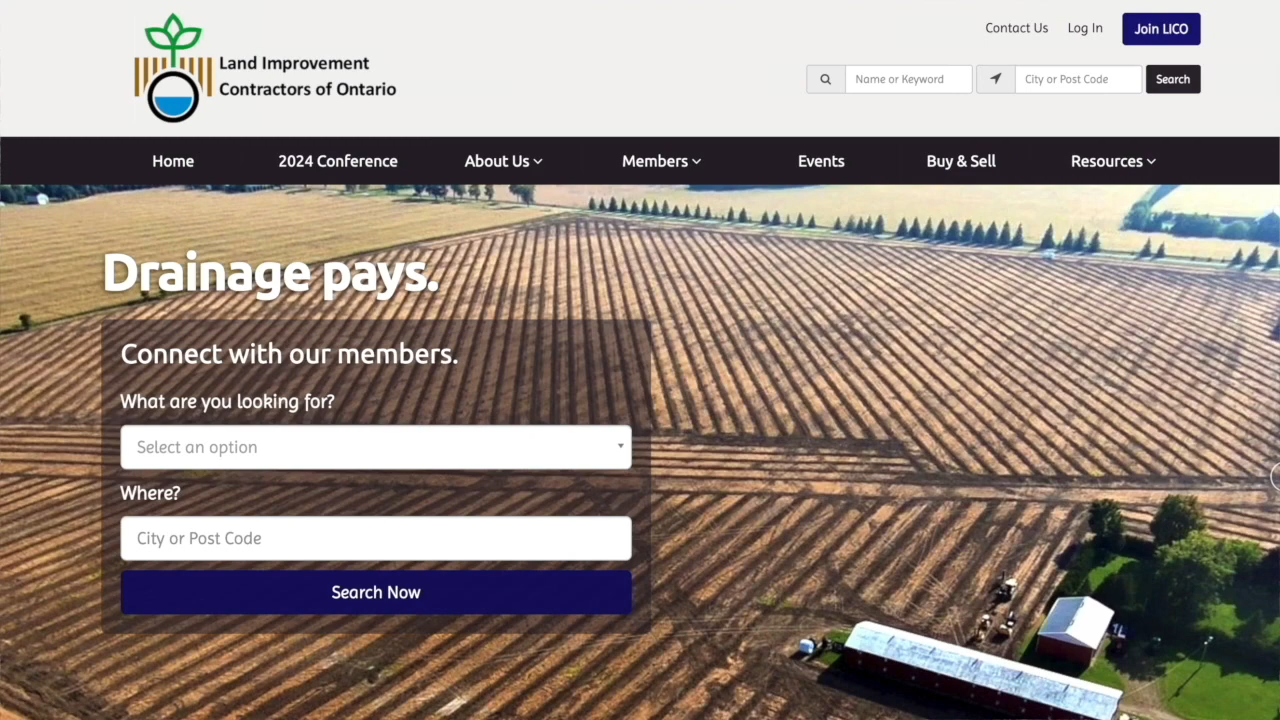 Contact Us
Log In
Join LICO
Land Improvement
Contractors of Ontario
Name or Keyword
City or Post Code
Search
Home
2024 Conference
About Us
Members
Events
Buy & Sell
Resources
Drainage pays.
Connect with our members.
What are you looking for?
Select an option
Where?
City or Post Code
Search Now